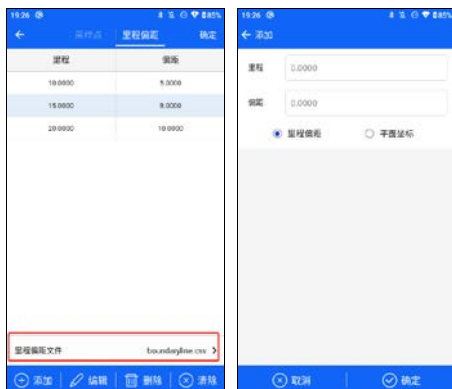 19:26
85%
采样点 里程偏距 确定
里程 偏距
10.0000 5.0000
15.0000 8.0000
20.0000 10.0000
里程偏距文件 boundaryline.csv
添加 编辑 删除 清除
19:26
85%
添加
里程 0.0000
偏距 0.0000
里程偏距 平面坐标
取消 确定